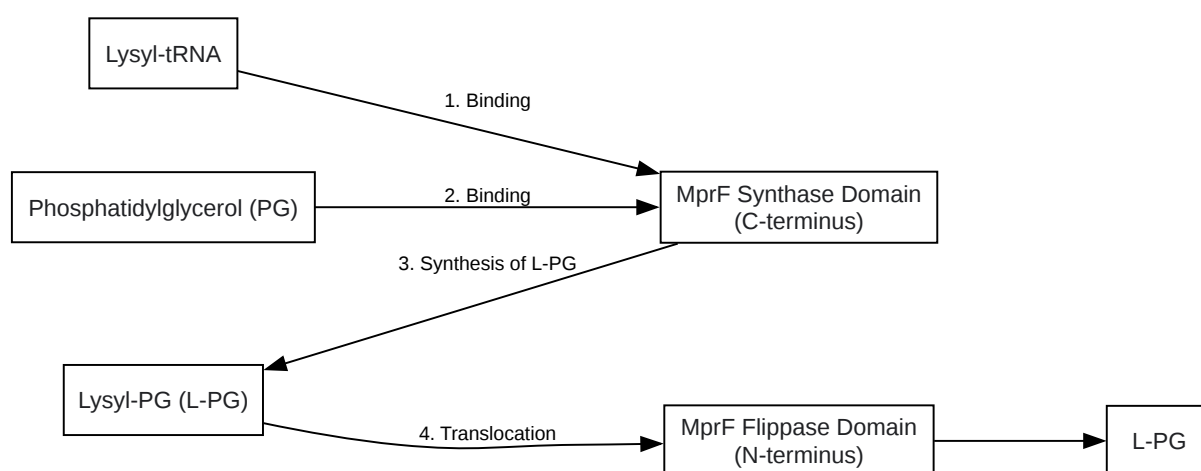 Lysyl-tRNA
1. Binding
Phosphatidylglycerol (PG)
2. Binding
MprF Synthase Domain
(C-terminus)
3. Synthesis of L-PG
Lysyl-PG (L-PG)
4. Translocation
MprF Flippase Domain
(N-terminus)
L-PG